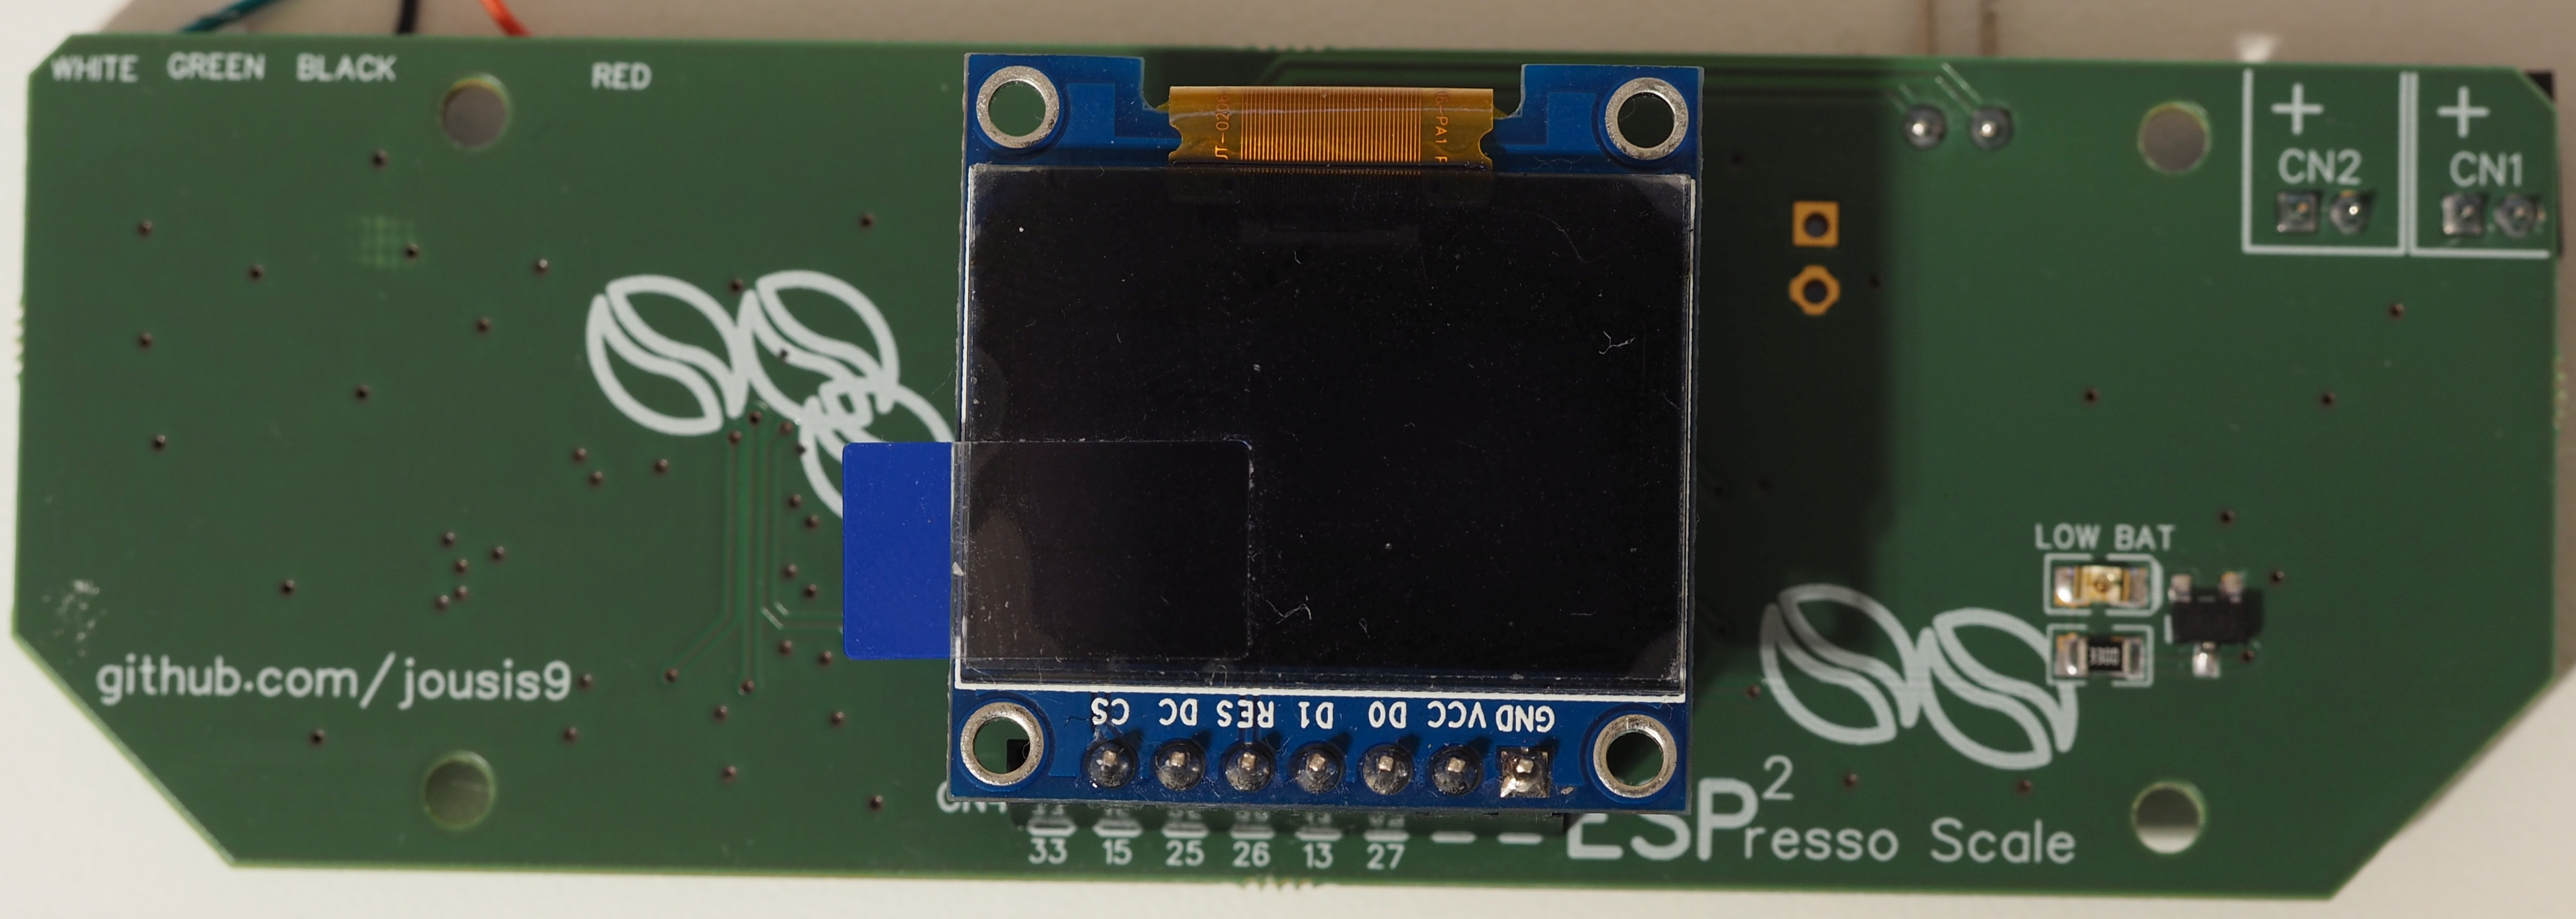 WHITE GREEN BLACK
RED
+ CN2
+ CN1
LOW BAT
github.com/jousis9
CS DC RES D1 D0 VCC GND
33 15 25 26 13 27
ESPresso Scale
2